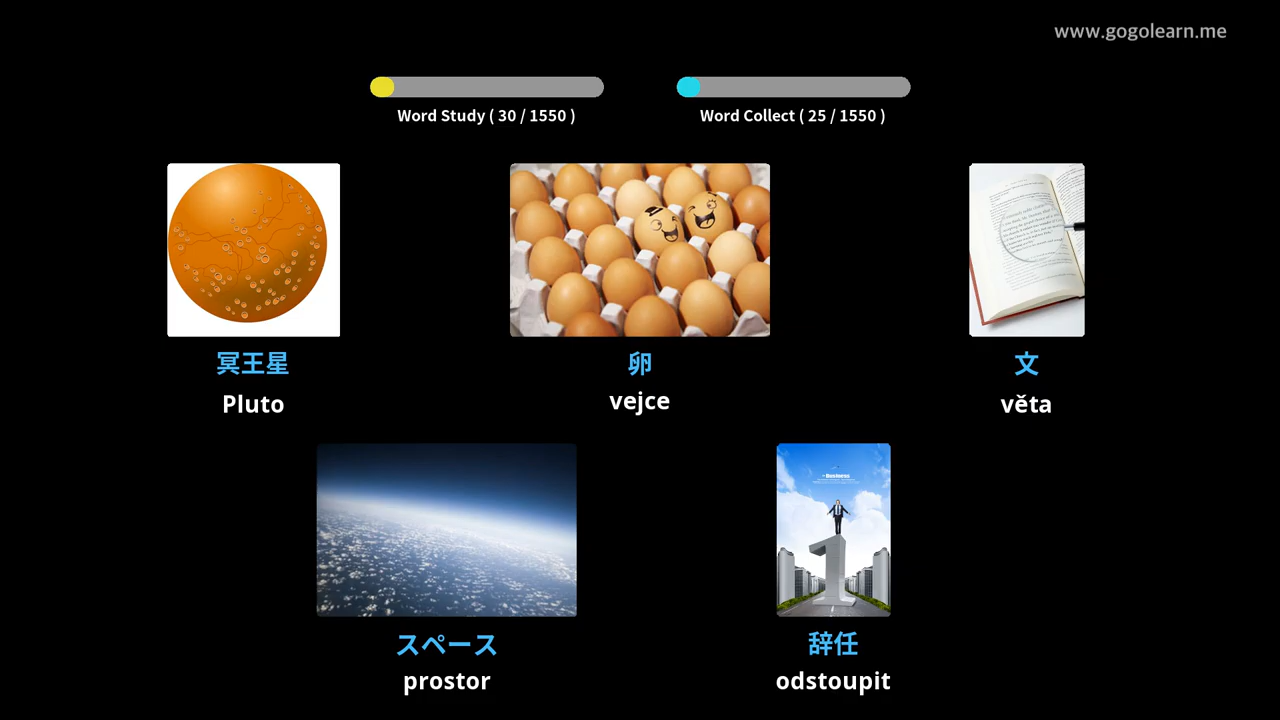 www.gogolearn.me
Word Study ( 30 / 1550 )
Word Collect ( 25 / 1550 )
冥王星
Pluto
卵
vejce
文
věta
Business
スペース
prostor
辞任
odstoupit